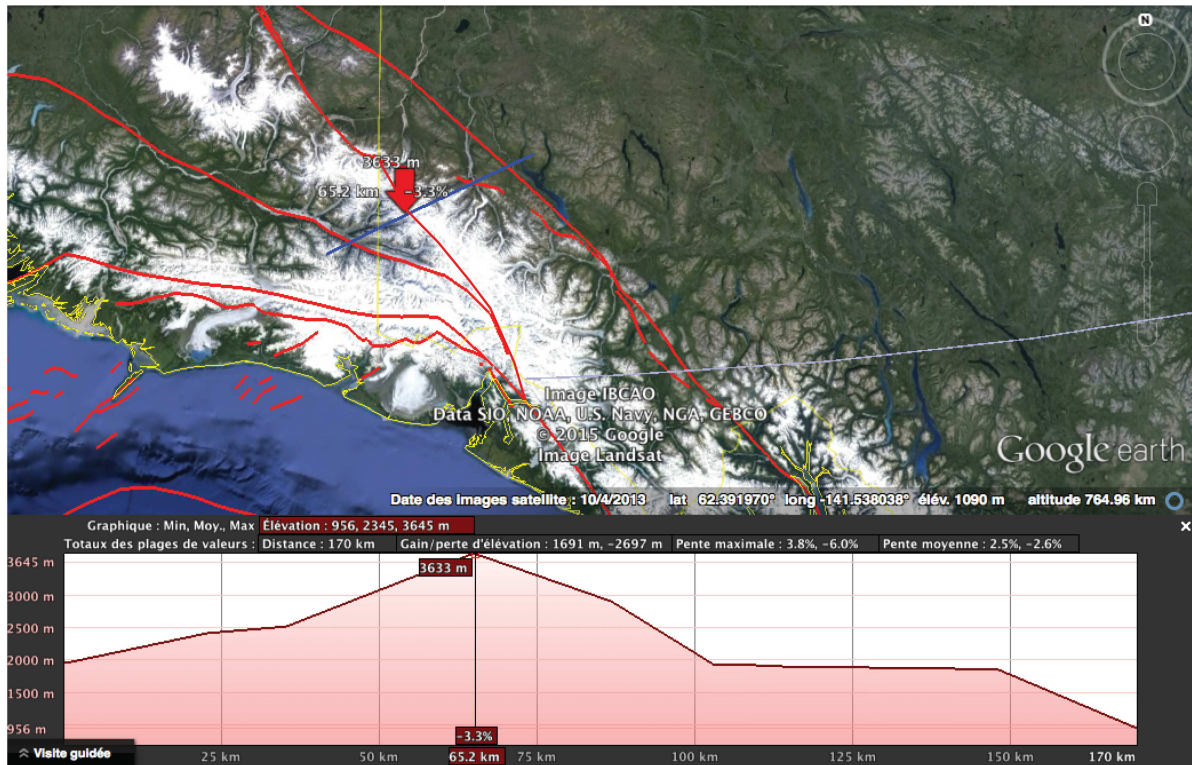 N
3633 m
65.2 km -3.3%
Image IBCAO
Data SIO, NOAA, U.S. Navy, NGA, GEBCO
© 2015 Google
Image Landsat
Google earth
Date des images satellite : 10/4/2013 lat 62.391970° long -141.538038° élév. 1090 m altitude 764.96 km
Graphique : Min, Moy., Max Élévation : 956, 2345, 3645 m
Totaux des plages de valeurs : Distance : 170 km Gain/perte d'élévation : 1691 m, -2697 m Pente maximale : 3.8%, -6.0% Pente moyenne : 2.5%, -2.6%
3645 m
3633 m
3000 m
2500 m
2000 m
1500 m
956 m
-3.3%
Visite guidée 25 km 50 km 65.2 km 75 km 100 km 125 km 150 km 170 km